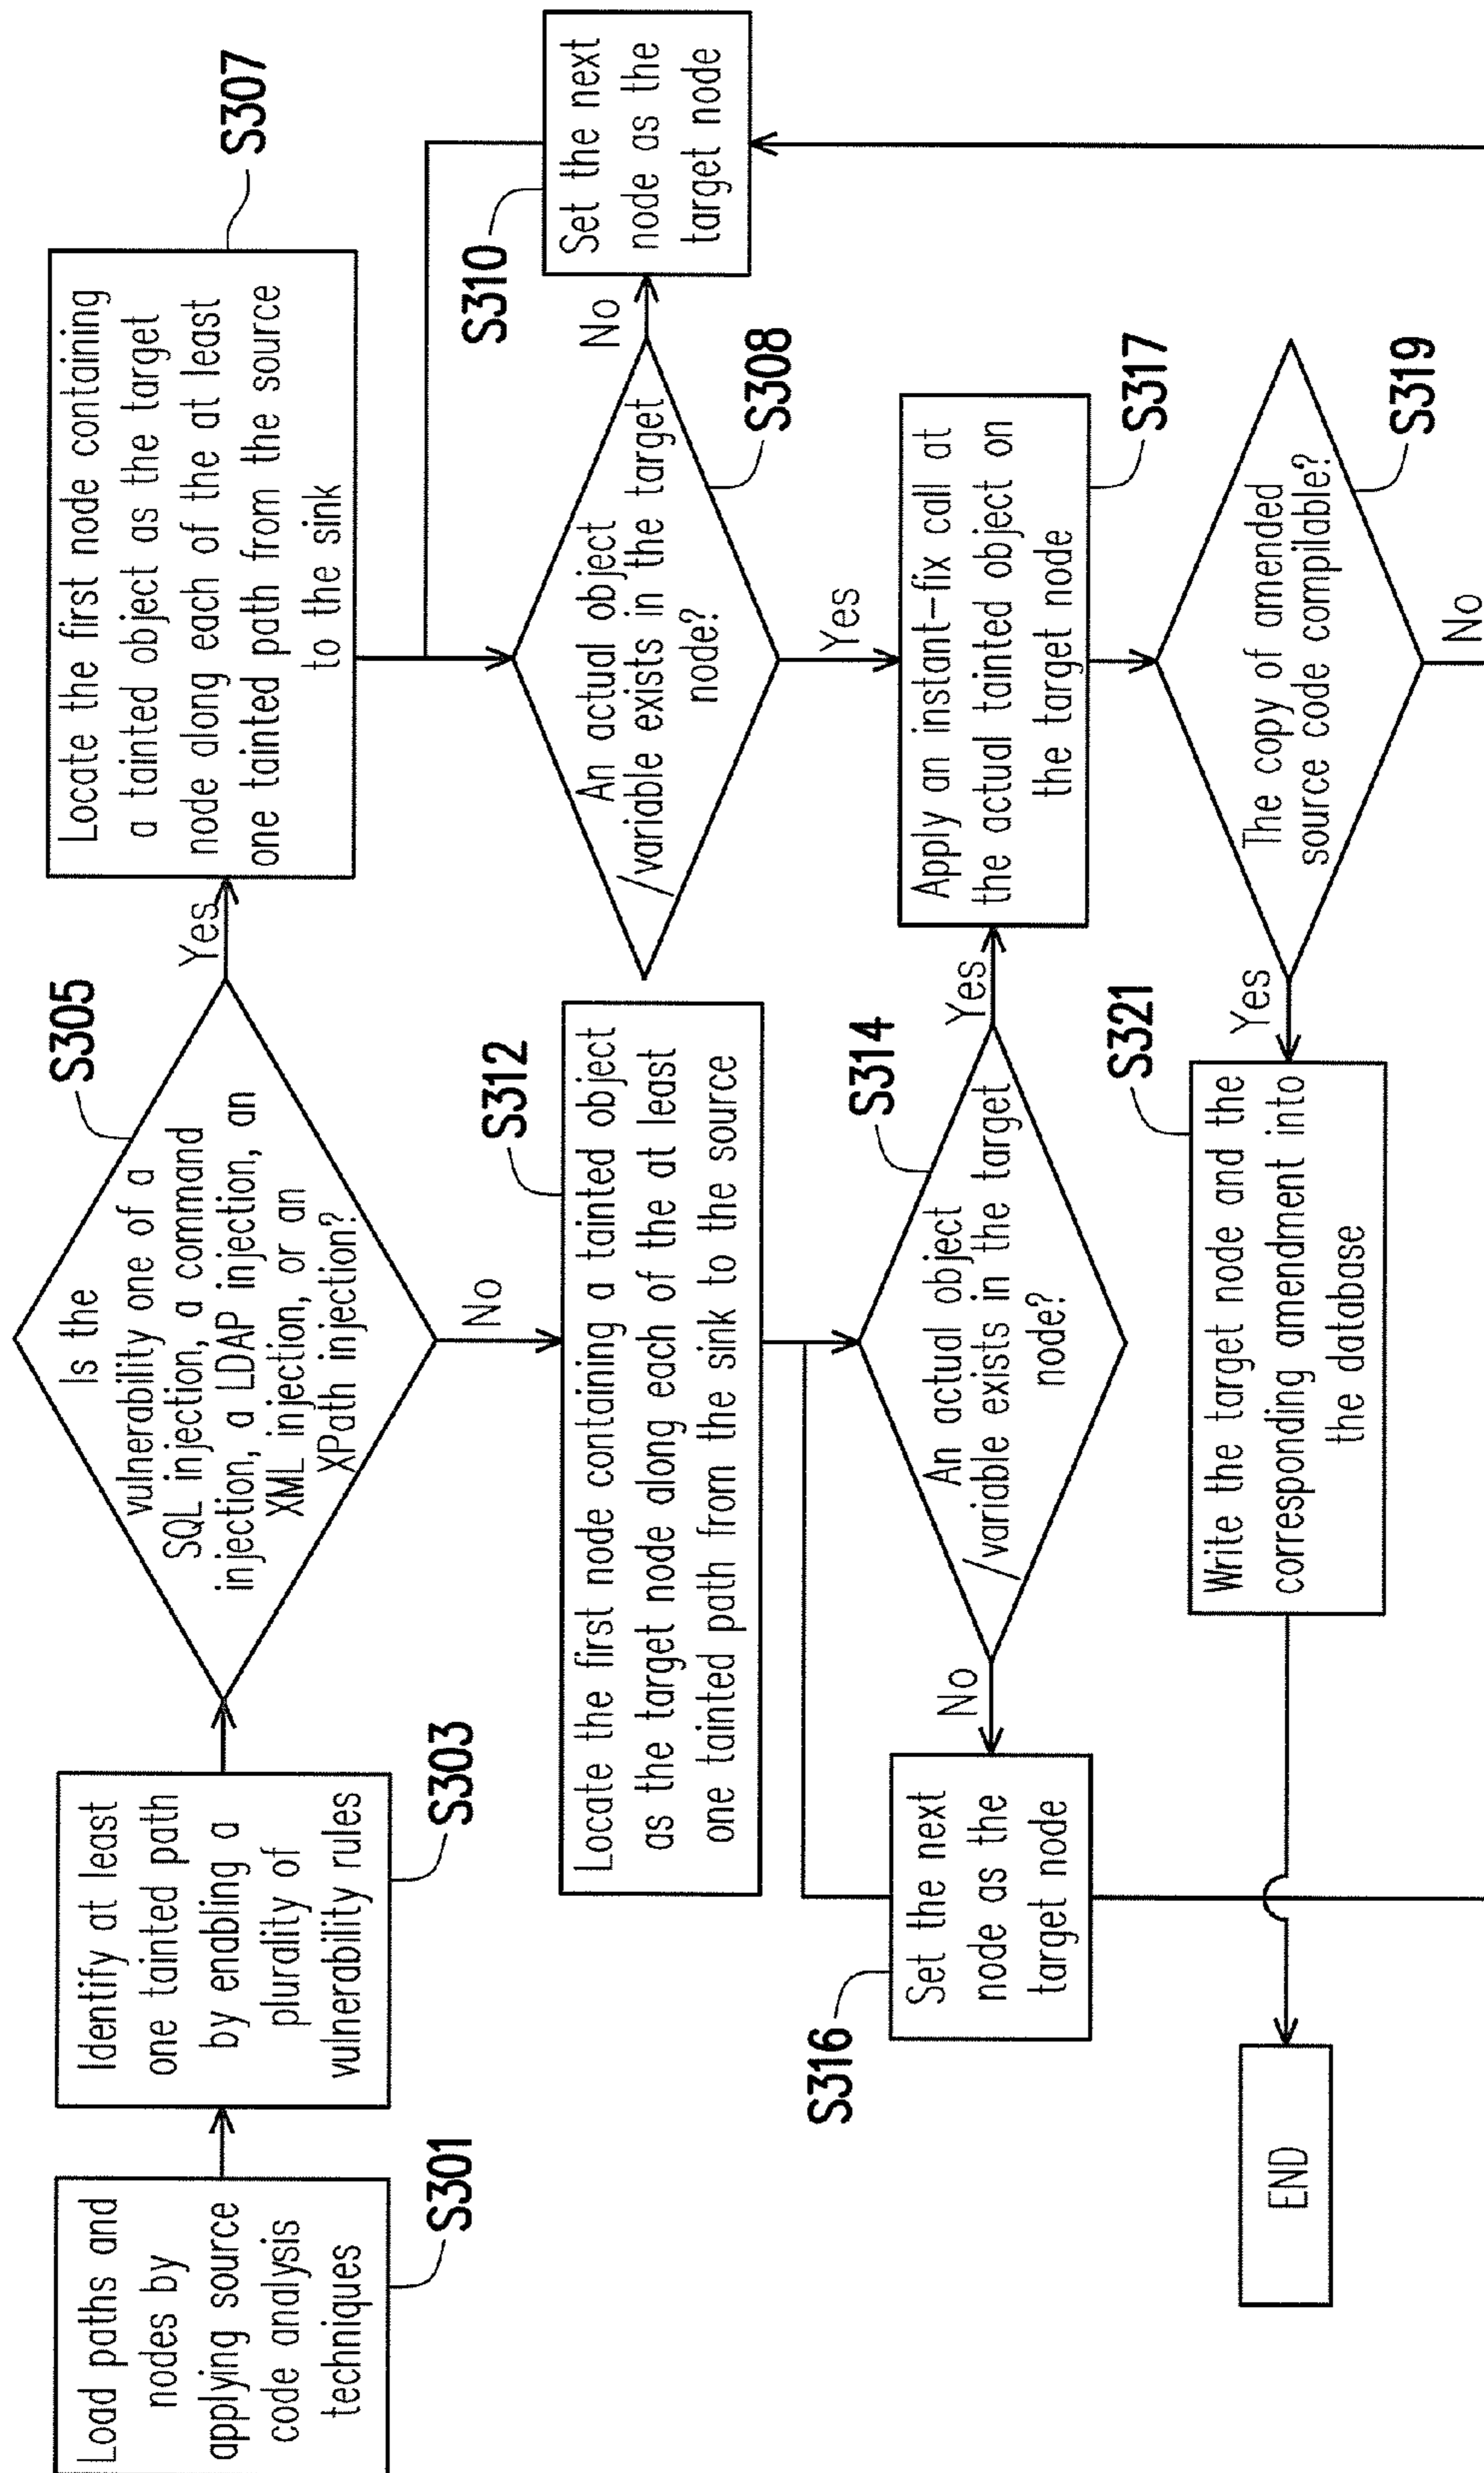 Load paths and
nodes by
applying source
code analysis
techniques
S301
Identify at least
one tainted path
by enabling a
plurality of
vulnerability rules
S303
Is the
vulnerability one of a
SQL injection, a command
injection, a LDAP injection, an
XML injection, or an
XPath injection?
S305
Yes
No
Locate the first node containing
a tainted object as the target
node along each of the at least
one tainted path from the source
to the sink
S307
An actual object
/variable exists in the target
node?
S308
No
Yes
Set the next
node as the
target node
S310
Locate the first node containing a tainted object
as the target node along each of the at least
one tainted path from the sink to the source
S312
An actual object
/variable exists in the target
node?
S314
Yes
No
Set the next
node as the
target node
S316
Apply an instant-fix call at
the actual tainted object on
the target node
S317
The copy of amended
source code compilable?
S319
Yes
No
Write the target node and the
corresponding amendment into
the database
S321
END